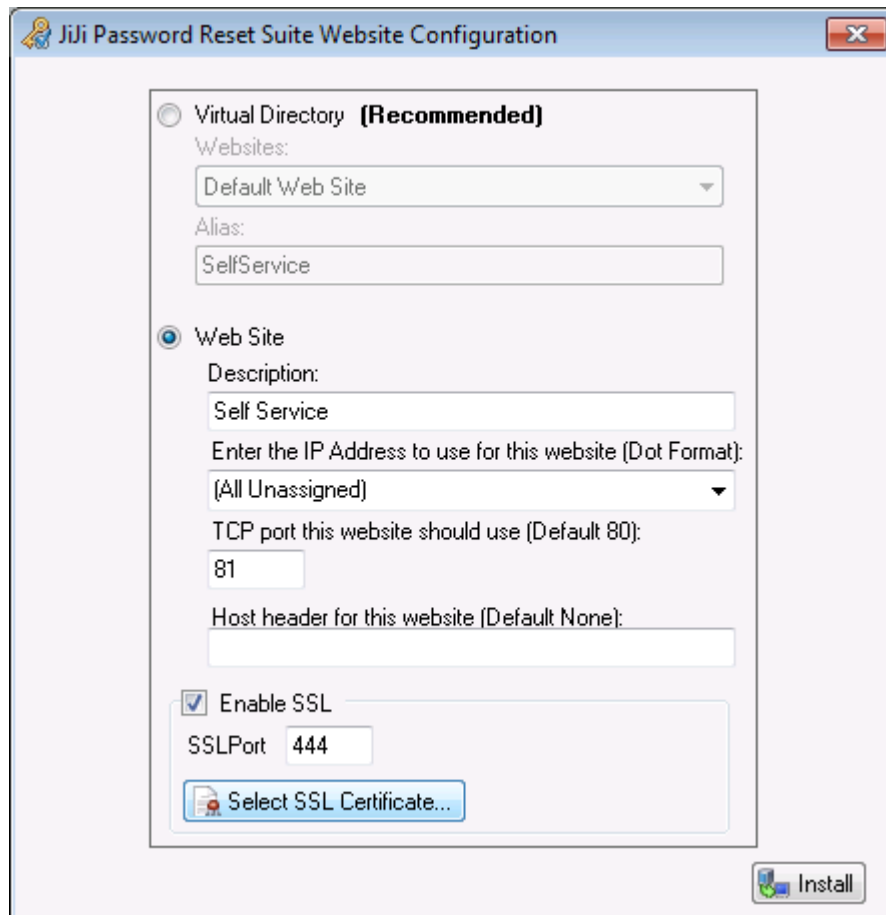 JiJi Password Reset Suite Website Configuration
Virtual Directory (Recommended)
Websites:
Default Web Site
Alias:
SelfService
Web Site
Description:
Self Service
Enter the IP Address to use for this website (Dot Format):
(All Unassigned)
TCP port this website should use (Default 80):
81
Host header for this website (Default None):
Enable SSL
SSLPort 444
Select SSL Certificate...
Install